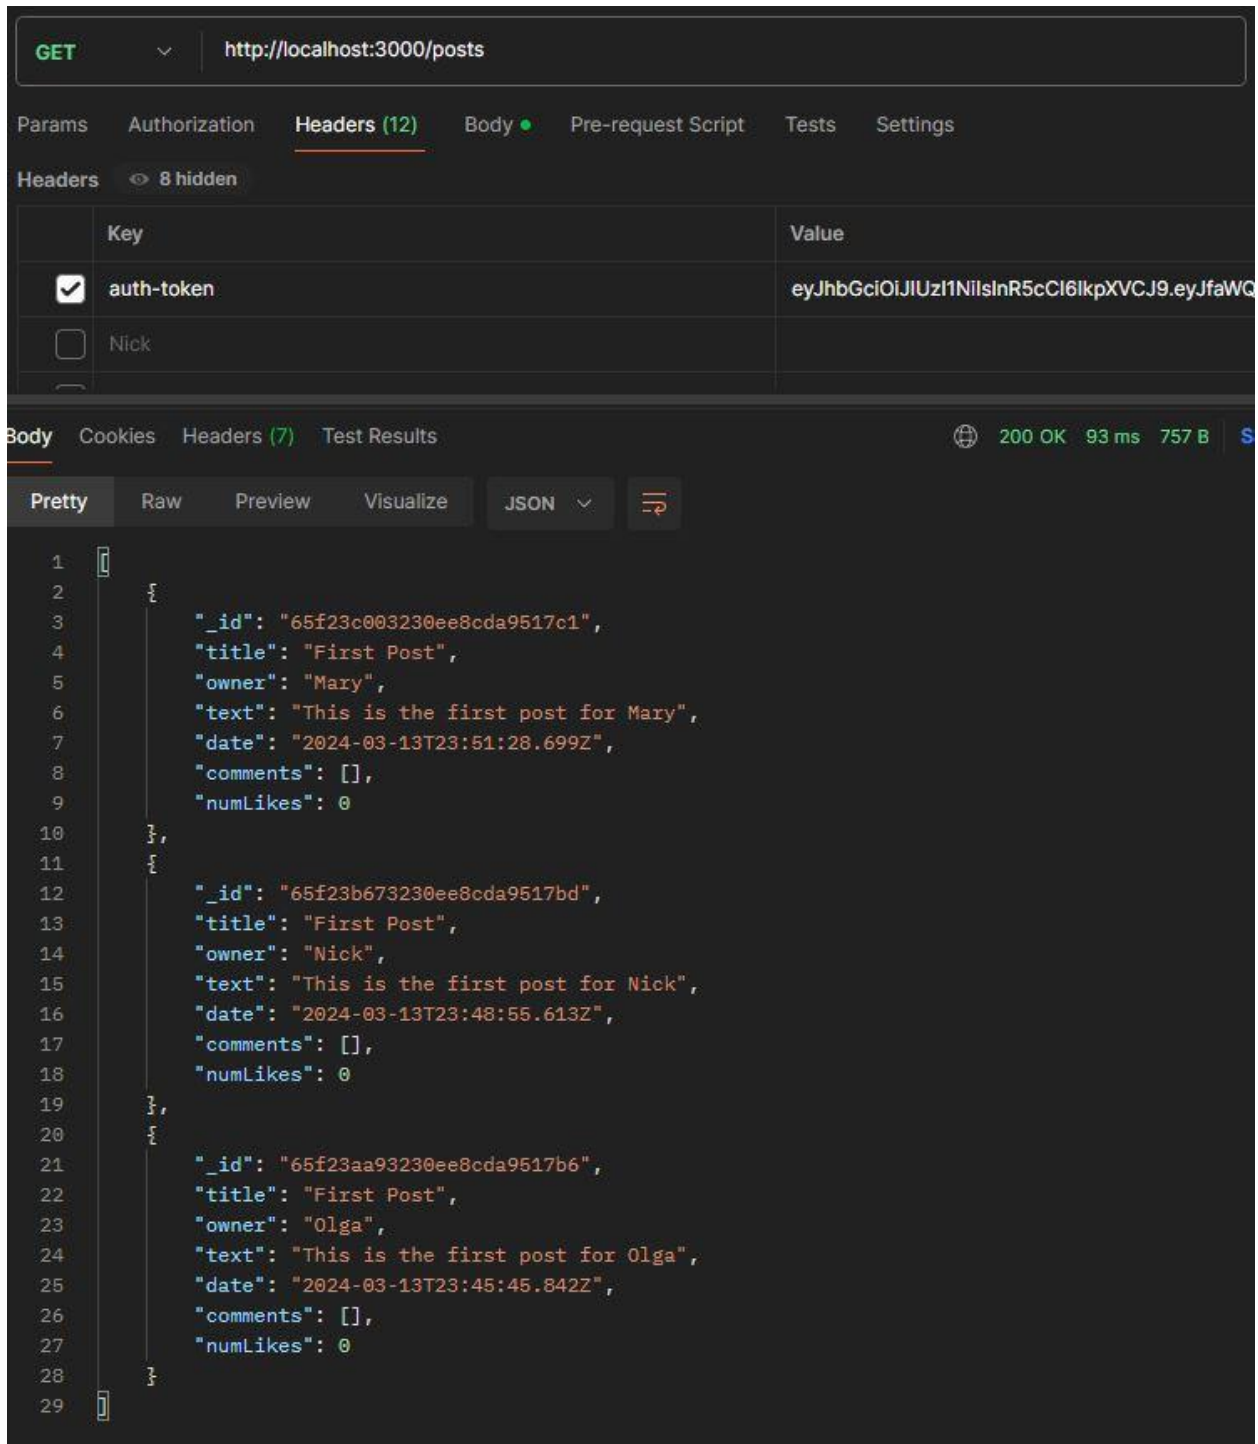 GET http://localhost:3000/posts
Params Authorization Headers (12) Body Pre-request Script Tests Settings
Headers 8 hidden
Key Value
auth-token eyJhbGciOiJIUzI1NiIsInR5cCI6IkpXVCJ9.eyJfaWQ
Nick
Body Cookies Headers (7) Test Results 200 OK 93 ms 757 B
Pretty Raw Preview Visualize JSON
1 [
2 {
3 "_id": "65f23c003230ee8cda9517c1",
4 "title": "First Post",
5 "owner": "Mary",
6 "text": "This is the first post for Mary",
7 "date": "2024-03-13T23:51:28.699Z",
8 "comments": [],
9 "numLikes": 0
10 },
11 {
12 "_id": "65f23b673230ee8cda9517bd",
13 "title": "First Post",
14 "owner": "Nick",
15 "text": "This is the first post for Nick",
16 "date": "2024-03-13T23:48:55.613Z",
17 "comments": [],
18 "numLikes": 0
19 },
20 {
21 "_id": "65f23aa93230ee8cda9517b6",
22 "title": "First Post",
23 "owner": "Olga",
24 "text": "This is the first post for Olga",
25 "date": "2024-03-13T23:45:45.842Z",
26 "comments": [],
27 "numLikes": 0
28 }
29 ]